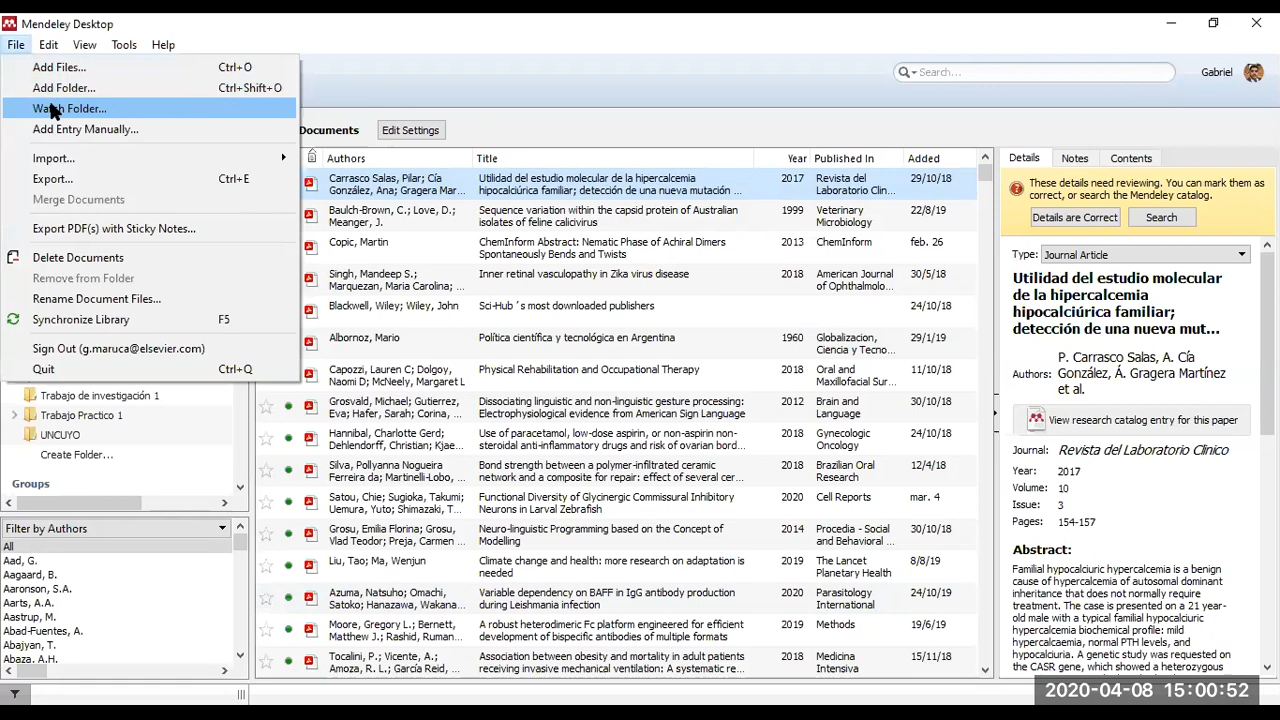 Mendeley Desktop
File Edit View Tools Help
Add Files... Ctrl+O
Add Folder... Ctrl+Shift+O
Watch Folder...
Add Entry Manually...
Import...
Export... Ctrl+E
Merge Documents
Export PDF(s) with Sticky Notes...
Delete Documents
Remove from Folder
Rename Document Files...
Synchronize Library F5
Sign Out (g.maruca@elsevier.com)
Quit Ctrl+Q
Trabajo de investigación 1
Trabajo Practico 1
UNCUYO
Create Folder...
Groups
Filter by Authors
All
Aad, G.
Aagaard, B.
Aaronson, S.A.
Aarts, A.A.
Aastrup, M.
Abad-Fuentes, A.
Abajyan, T.
Abaza, A.H.
Search...
Gabriel
Documents Edit Settings
Authors Title Year Published In Added
Carrasco Salas, Pilar; Cía Utilidad del estudio molecular de la hipercalcemia 2017 Revista del 29/10/18
González, Ana; Gragera Mar... hipocalciúrica familiar; detección de una nueva mutación ... Laboratorio Clin...
Baulch-Brown, C.; Love, D.; Sequence variation within the capsid protein of Australian 1999 Veterinary 22/8/19
Meanger, J. isolates of feline calicivirus Microbiology
Copic, Martin ChemInform Abstract: Nematic Phase of Achiral Dimers 2013 ChemInform feb. 26
Spontaneously Bends and Twists
Singh, Mandeep S.; Inner retinal vasculopathy in Zika virus disease 2018 American Journal 30/5/18
Marquezan, Maria Carolina; ... of Ophthalmolo...
Blackwell, Wiley; Wiley, John Sci-Hub´s most downloaded publishers 24/10/18
Albornoz, Mario Política científica y tecnológica en Argentina 1960 Globalizacion, 30/10/18
Ciencia y Tecno...
Capozzi, Lauren C; Dolgoy, Physical Rehabilitation and Occupational Therapy 2018 Oral and 11/10/18
Naomi D; McNeely, Margaret L Maxillofacial Sur...
Grosvald, Michael; Gutierrez, Dissociating linguistic and non-linguistic gesture processing: 2012 Brain and 30/10/18
Eva; Hafer, Sarah; Corina, ... Electrophysiological evidence from American Sign Language Language
Hannibal, Charlotte Gerd; Use of paracetamol, low-dose aspirin, or non-aspirin non- 2018 Gynecologic 24/10/18
Dehlendorff, Christian; Kjae... steroidal anti-inflammatory drugs and risk of ovarian bord... Oncology
Silva, Pollyanna Nogueira Bond strength between a polymer-infiltrated ceramic 2018 Brazilian Oral 12/4/18
Ferreira da; Martinelli-Lobo, ... network and a composite for repair: effect of several cer... Research
Satou, Chie; Sugioka, Takumi; Functional Diversity of Glycinergic Commissural Inhibitory 2020 Cell Reports mar. 4
Uemura, Yuto; Shimazaki, T... Neurons in Larval Zebrafish
Grosu, Emilia Florina; Grosu, Neuro-linguistic Programming based on the Concept of 2014 Procedia - Social 30/10/18
Vlad Teodor; Preja, Carmen ... Modelling and Behavioral ...
Liu, Tao; Ma, Wenjun Climate change and health: more research on adaptation is 2019 The Lancet 8/8/19
needed Planetary Health
Azuma, Natsuho; Omachi, Variable dependency on BAFF in IgG antibody production 2020 Parasitology 24/10/19
Satoko; Hanazawa, Wakana... during Leishmania infection International
Moore, Gregory L.; Bernett, A robust heterodimeric Fc platform engineered for efficient 2019 Methods 19/6/19
Matthew J.; Rashid, Ruman... development of bispecific antibodies of multiple formats
Tocalini, P.; Vicente, A.; Association between obesity and mortality in adult patients 2018 Medicina 15/11/18
Amoza, R. L.; García Reid, ... receiving invasive mechanical ventilation: A systematic re... Intensiva
Details Notes Contents
These details need reviewing. You can mark them as
correct, or search the Mendeley catalog.
Details are Correct Search
Type: Journal Article
Utilidad del estudio molecular
de la hipercalcemia
hipocalciúrica familiar;
detección de una nueva mut...
P. Carrasco Salas, A. Cía
Authors: González, Á. Gragera Martínez
et al.
View research catalog entry for this paper
Journal: Revista del Laboratorio Clinico
Year: 2017
Volume: 10
Issue: 3
Pages: 154-157
Abstract:
Familial hypocalciuric hypercalcemia is a benign
cause of hypercalcemia of autosomal dominant
inheritance that does not normally require
treatment. The case is presented on a 21 year-
old male with a typical familial hypocalciuric
hypercalcemia biochemical profile: mild
hypercalcemia, normal PTH levels, and
hypocalciuria. A genetic study was requested on
the CASR gene, which showed a heterozygous
2020-04-08 15:00:52